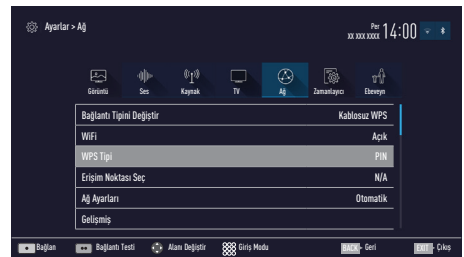 Ayarlar > Ağ
Per
xx xxx xxxx 14:00
Görüntü Ses Kaynak TV Ağ Zamanlayıcı Ebeveyn
Bağlantı Tipini Değiştir Kablosuz WPS
WiFi Açık
WPS Tipi PIN
Erişim Noktası Seç N/A
Ağ Ayarları Otomatik
Gelişmiş
Bağlan Bağlantı Testi Alanı Değiştir Giriş Modu BACK - Geri EXIT - Çıkış